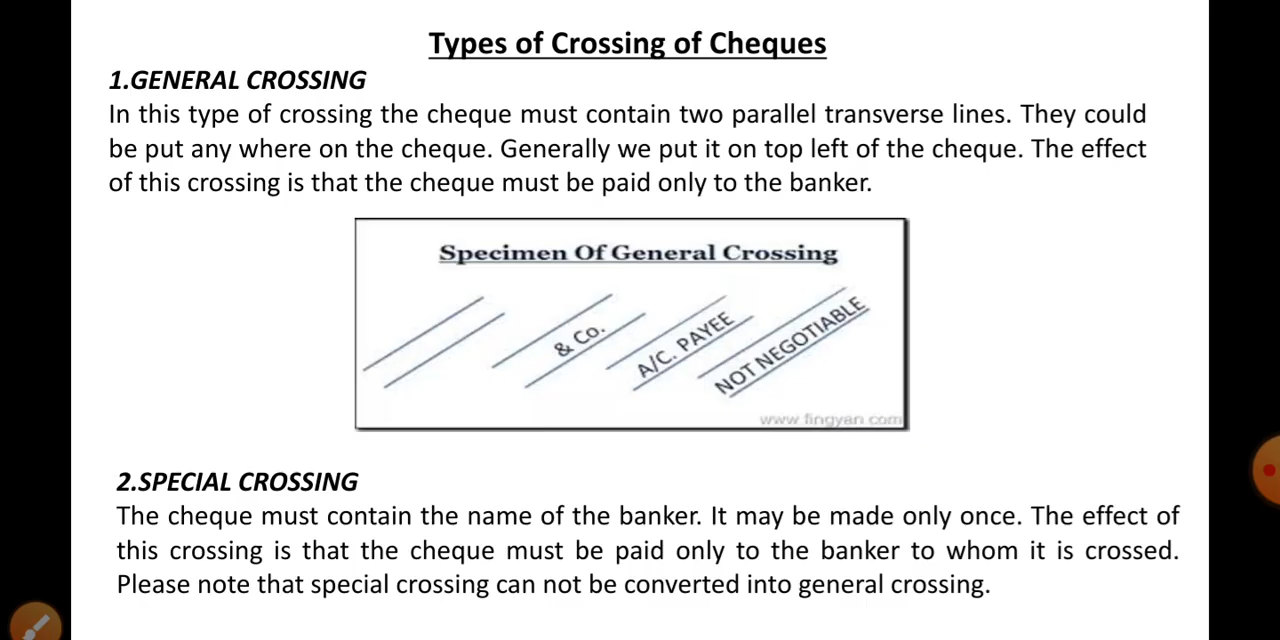 Types of Crossing of Cheques
1.GENERAL CROSSING
In this type of crossing the cheque must contain two parallel transverse lines. They could
be put any where on the cheque. Generally we put it on top left of the cheque. The effect
of this crossing is that the cheque must be paid only to the banker.
Specimen Of General Crossing
& Co.
A/C. PAYEE
NOT NEGOTIABLE
www.fingyan.com
2.SPECIAL CROSSING
The cheque must contain the name of the banker. It may be made only once. The effect of
this crossing is that the cheque must be paid only to the banker to whom it is crossed.
Please note that special crossing can not be converted into general crossing.